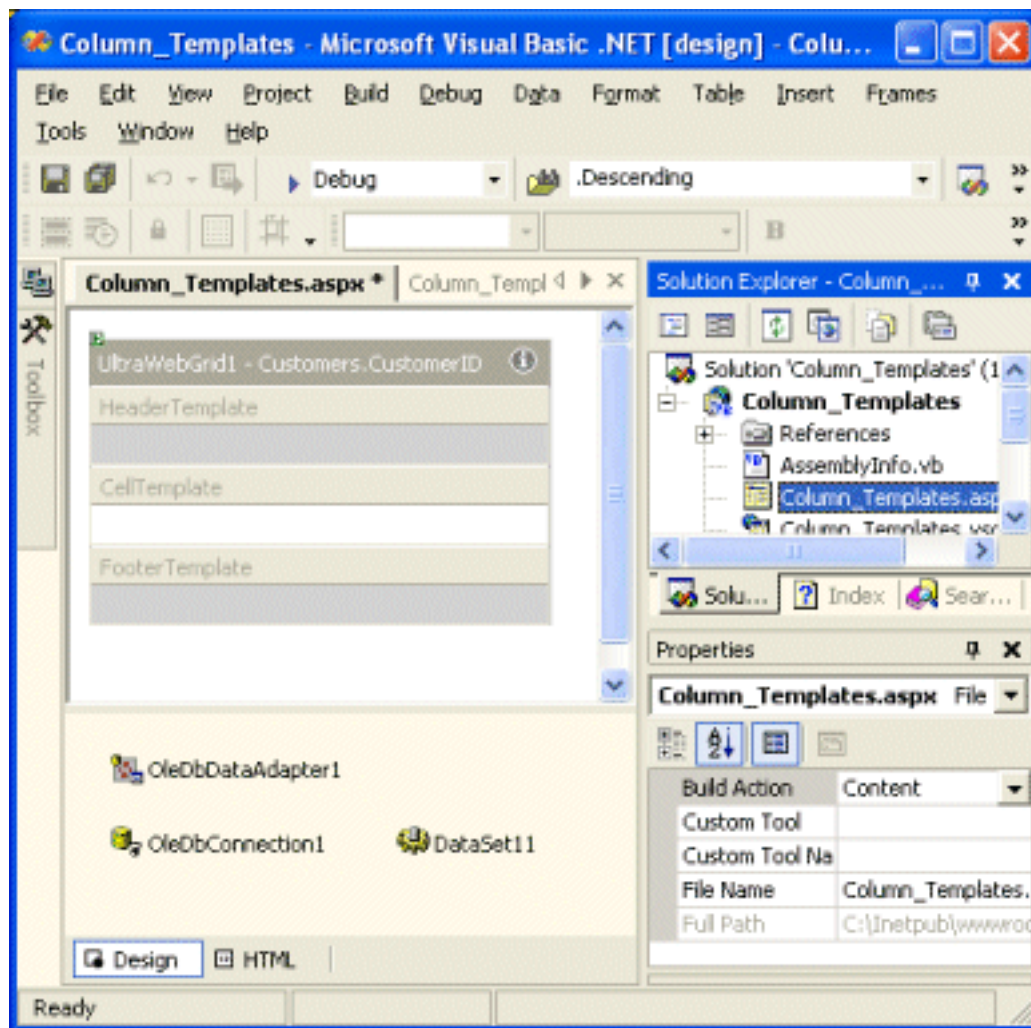 Column_Templates - Microsoft Visual Basic .NET [design] - Colu...
File Edit View Project Build Debug Data Format Table Insert Frames
Tools Window Help
Debug .Descending
B
Toolbox
Column_Templates.aspx * Column_Templ
UltraWebGrid1 - Customers.CustomerID
HeaderTemplate
CellTemplate
FooterTemplate
OleDbDataAdapter1
OleDbConnection1 DataSet11
Design HTML
Solution Explorer - Column_...
Solution 'Column_Templates' (1
Column_Templates
References
AssemblyInfo.vb
Column_Templates.asp
Column_Templates.vsc
Solu... Index Sear...
Properties
Column_Templates.aspx File
Build Action Content
Custom Tool
Custom Tool Na
File Name Column_Templates.
Full Path C:\Inetpub\wwwroo
Ready